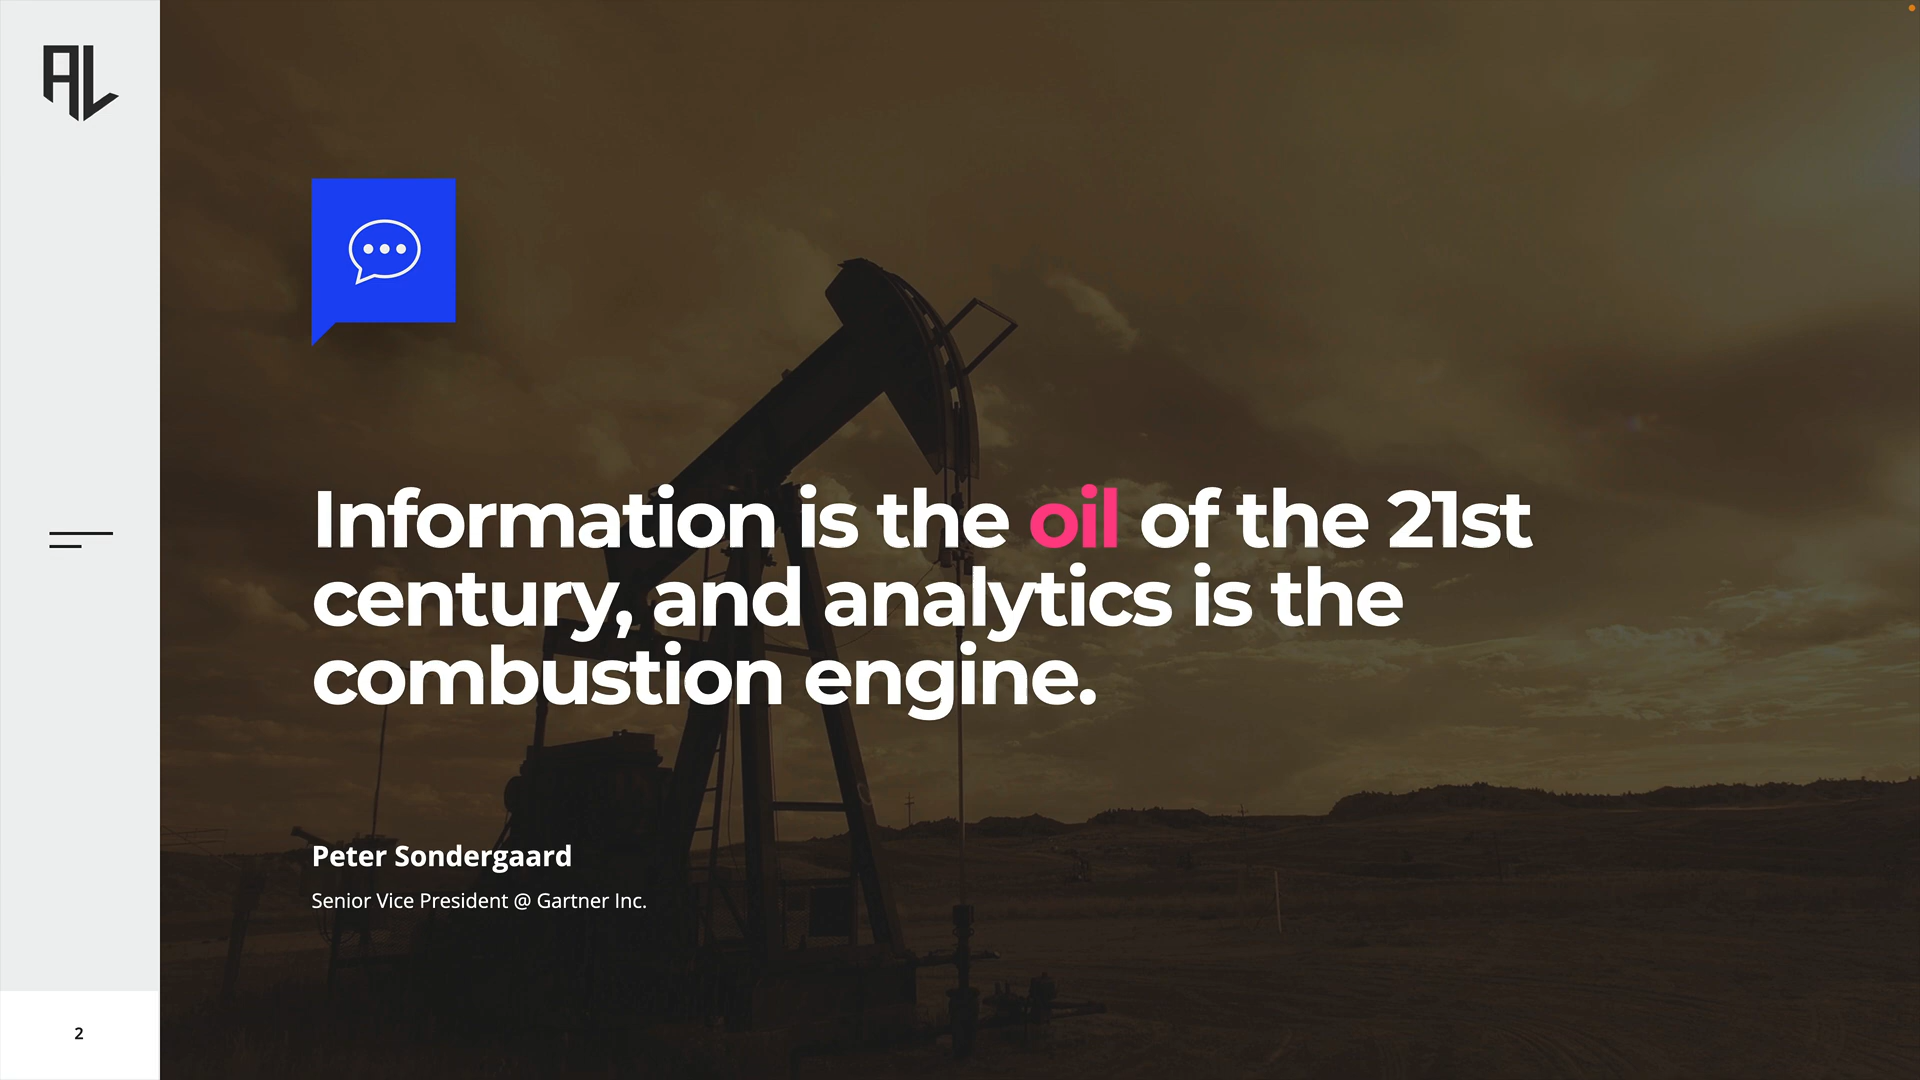 AL
Information is the oil of the 21st
century, and analytics is the
combustion engine.
Peter Sondergaard
Senior Vice President @ Gartner Inc.
2